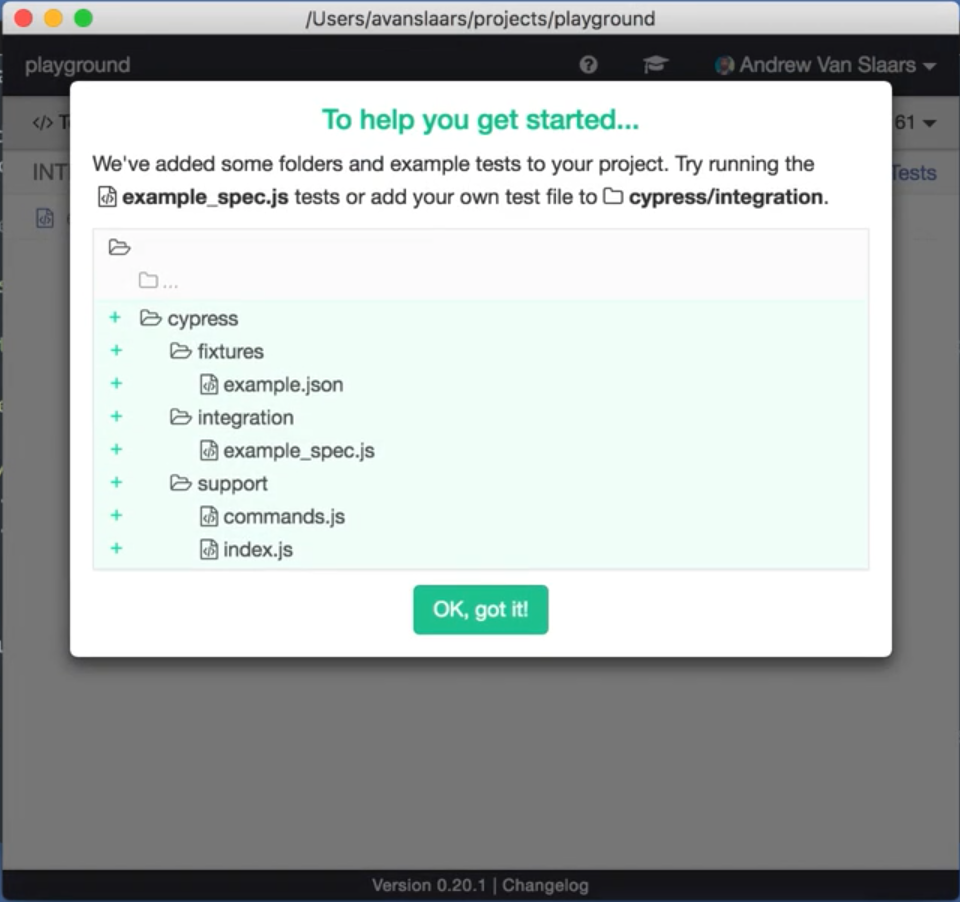 /Users/avanslaars/projects/playground
playground
Andrew Van Slaars
61
INT
Tests
To help you get started...
We've added some folders and example tests to your project. Try running the
example_spec.js tests or add your own test file to cypress/integration.
...
+ cypress
+ fixtures
+ example.json
+ integration
+ example_spec.js
+ support
+ commands.js
+ index.js
OK, got it!
Version 0.20.1 | Changelog